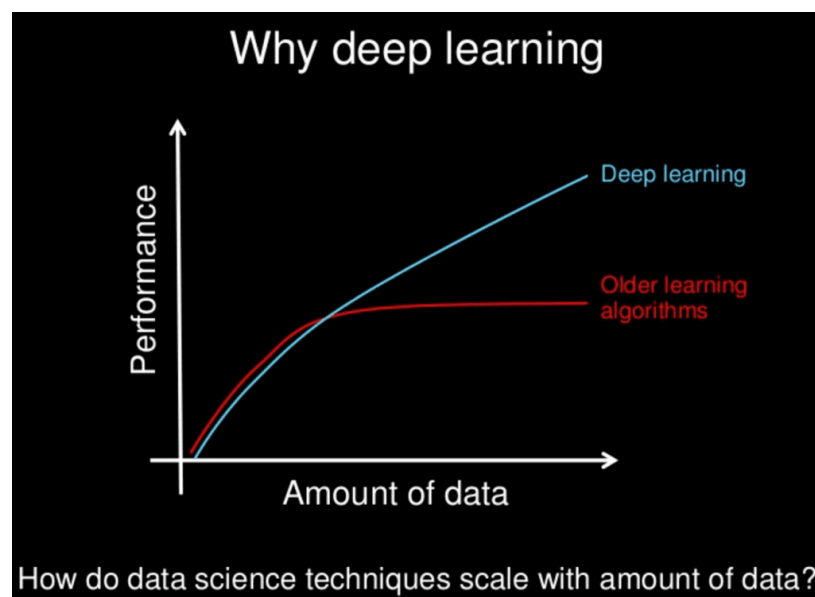 Why deep learning
Performance
Deep learning
Older learning
algorithms
Amount of data
How do data science techniques scale with amount of data?